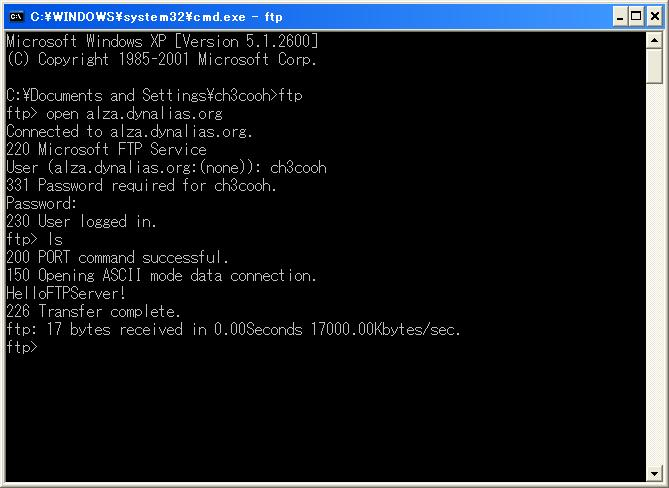 C:¥WINDOWS¥system32¥cmd.exe - ftp
Microsoft Windows XP [Version 5.1.2600]
(C) Copyright 1985-2001 Microsoft Corp.
C:¥Documents and Settings¥ch3cooh>ftp
ftp> open alza.dynalias.org
Connected to alza.dynalias.org.
220 Microsoft FTP Service
User (alza.dynalias.org:(none)): ch3cooh
331 Password required for ch3cooh.
Password:
230 User logged in.
ftp> ls
200 PORT command successful.
150 Opening ASCII mode data connection.
HelloFTPServer!
226 Transfer complete.
ftp: 17 bytes received in 0.00Seconds 17000.00Kbytes/sec.
ftp>